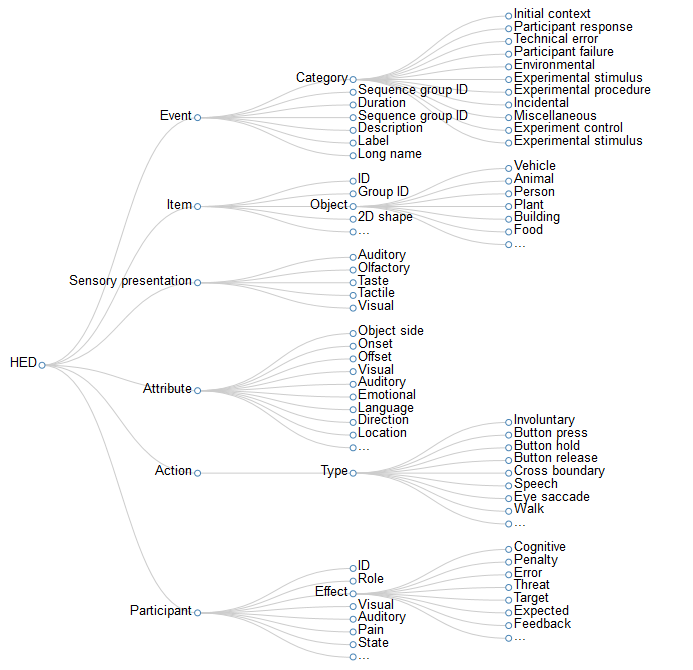 HED
Event
Category
Initial context
Participant response
Technical error
Participant failure
Environmental
Experimental stimulus
Experimental procedure
Incidental
Miscellaneous
Experiment control
Experimental stimulus
Sequence group ID
Duration
Sequence group ID
Description
Label
Long name
Item
ID
Group ID
Object
Vehicle
Animal
Person
Plant
Building
Food
...
2D shape
...
Sensory presentation
Auditory
Olfactory
Taste
Tactile
Visual
Attribute
Object side
Onset
Offset
Visual
Auditory
Emotional
Language
Direction
Location
...
Action
Type
Involuntary
Button press
Button hold
Button release
Cross boundary
Speech
Eye saccade
Walk
...
Participant
ID
Role
Effect
Cognitive
Penalty
Error
Threat
Target
Expected
Feedback
...
Visual
Auditory
Pain
State
...